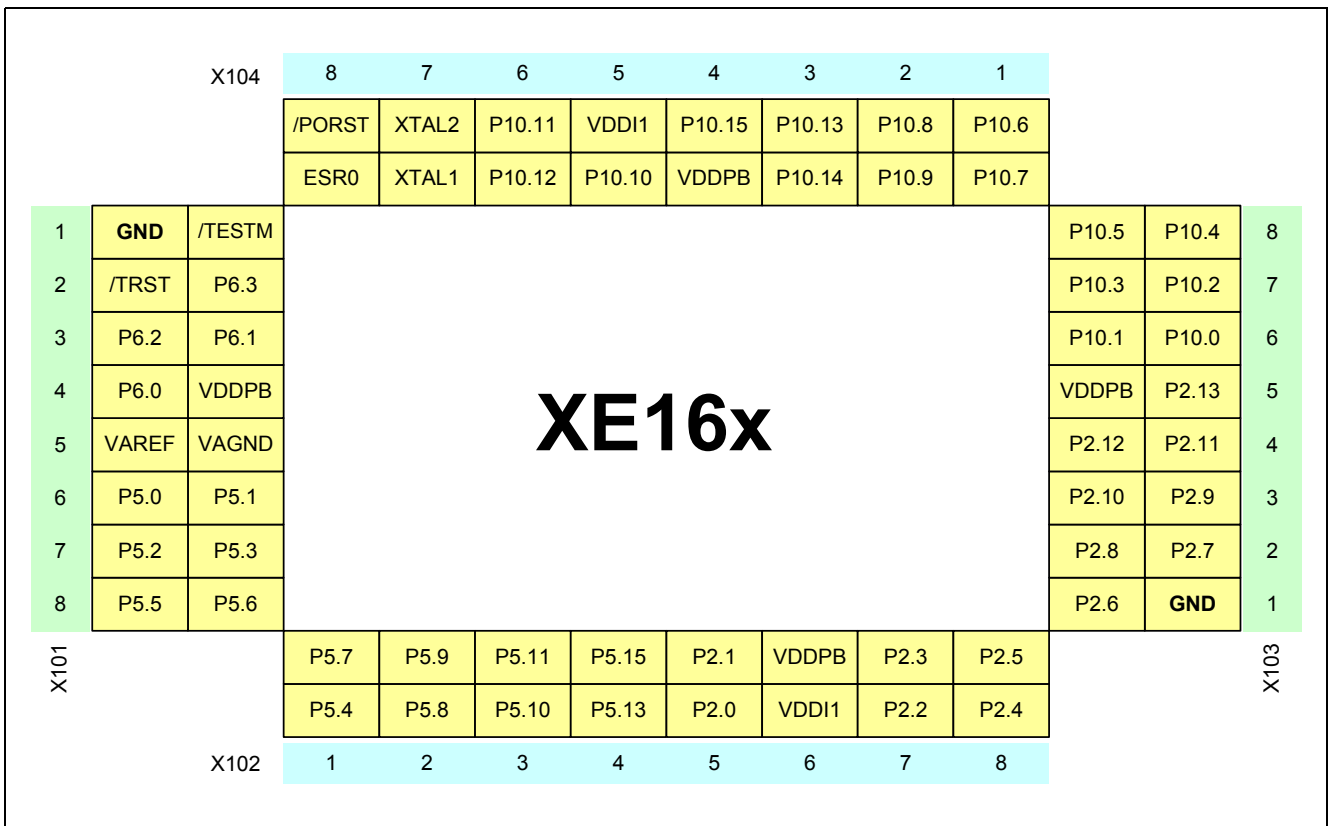 X104 8 7 6 5 4 3 2 1
/PORST XTAL2 P10.11 VDDI1 P10.15 P10.13 P10.8 P10.6
ESR0 XTAL1 P10.12 P10.10 VDDPB P10.14 P10.9 P10.7
1 GND /TESTM P10.5 P10.4 8
2 /TRST P6.3 P10.3 P10.2 7
3 P6.2 P6.1 P10.1 P10.0 6
4 P6.0 VDDPB VDDPB P2.13 5
XE16x
5 VAREF VAGND P2.12 P2.11 4
6 P5.0 P5.1 P2.10 P2.9 3
7 P5.2 P5.3 P2.8 P2.7 2
8 P5.5 P5.6 P2.6 GND 1
X101 P5.7 P5.9 P5.11 P5.15 P2.1 VDDPB P2.3 P2.5 X103
P5.4 P5.8 P5.10 P5.13 P2.0 VDDI1 P2.2 P2.4
X102 1 2 3 4 5 6 7 8